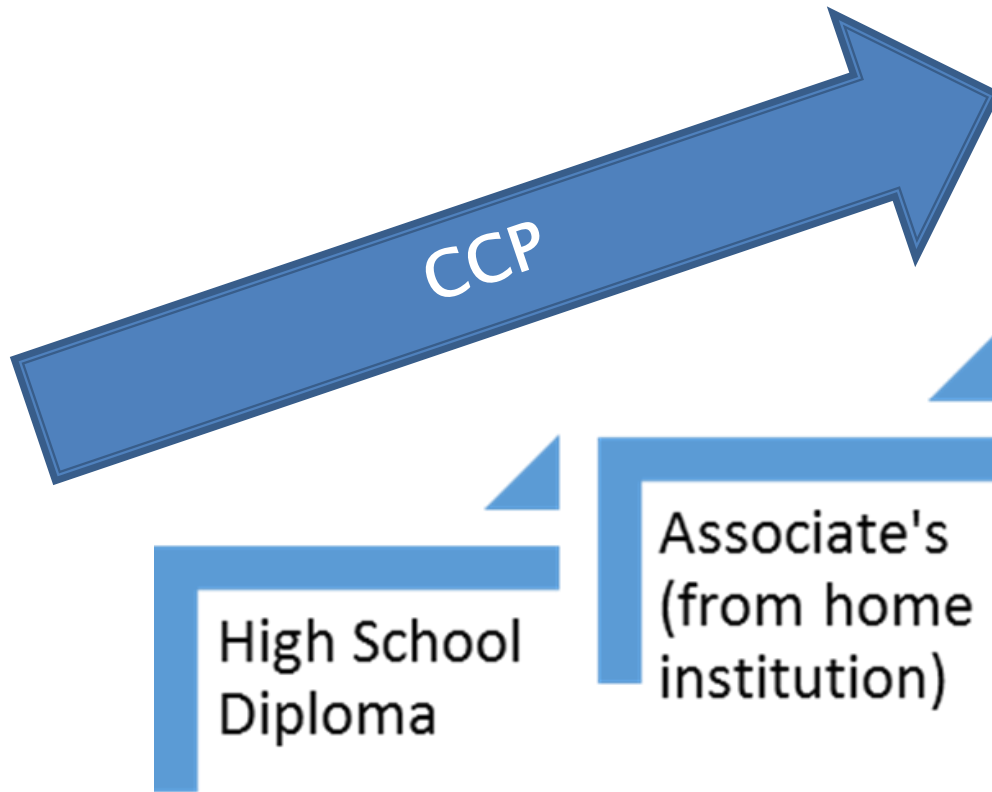 CCP
High School
Diploma
Associate's
(from home
institution)